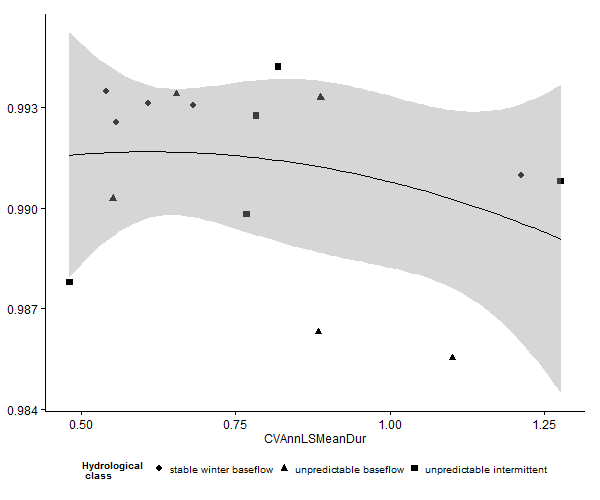 0.993
0.990
0.987
0.984
0.50 0.75 1.00 1.25
CVAnnLSMeanDur
Hydrological
class
stable winter baseflow unpredictable baseflow unpredictable intermittent